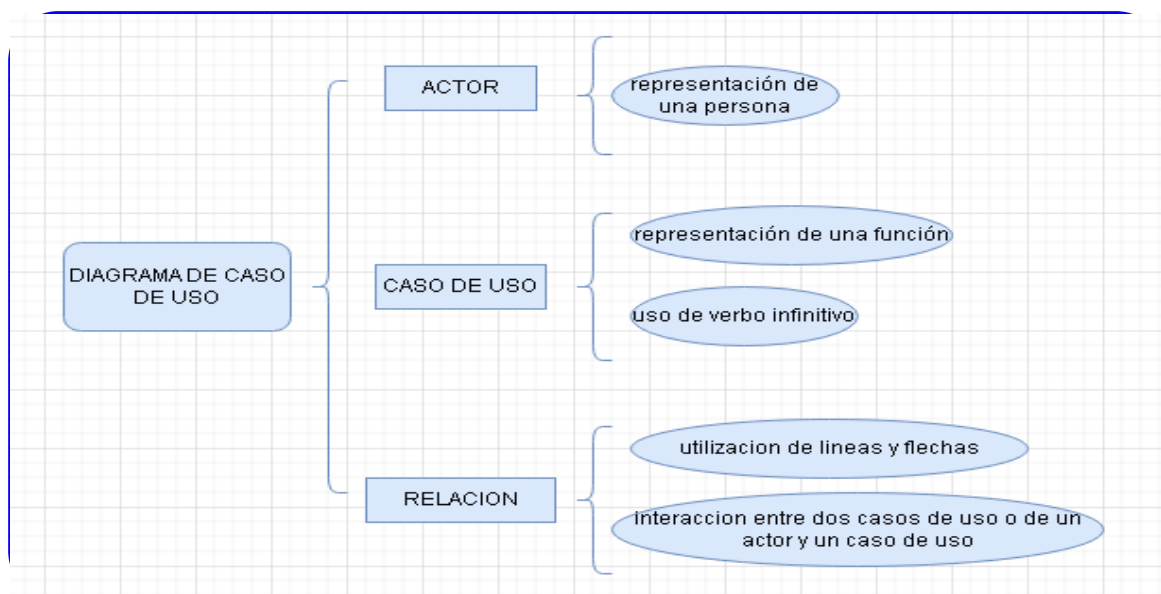 DIAGRAMA DE CASO
DE USO
ACTOR
representación de
una persona
CASO DE USO
representación de una función
uso de verbo infinitivo
RELACION
utilizacion de lineas y flechas
interaccion entre dos casos de uso o de un
actor y un caso de uso